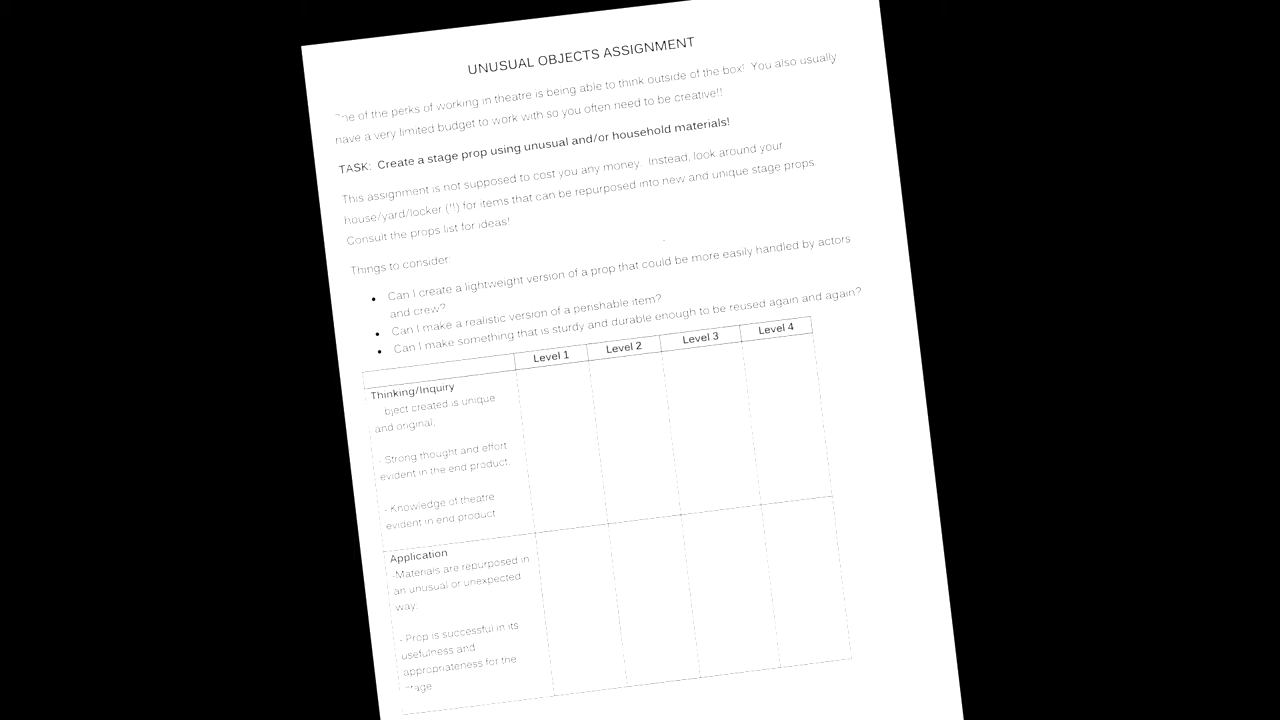 UNUSUAL OBJECTS ASSIGNMENT
One of the perks of working in theatre is being able to think outside of the box! You also usually
have a very limited budget to work with so you often need to be creative!!
TASK: Create a stage prop using unusual and/or household materials!
This assignment is not supposed to cost you any money. Instead, look around your
house/yard/locker (!!) for items that can be repurposed into new and unique stage props.
Consult the props list for ideas!
Things to consider:
• Can I create a lightweight version of a prop that could be more easily handled by actors
and crew?
• Can I make a realistic version of a perishable item?
• Can I make something that is sturdy and durable enough to be reused again and again?
Level 1 Level 2 Level 3 Level 4
Thinking/Inquiry
bject created is unique
and original.
- Strong thought and effort
evident in the end product.
- Knowledge of theatre
evident in end product
Application
-Materials are repurposed in
an unusual or unexpected
way.
- Prop is successful in its
usefulness and
appropriateness for the
stage